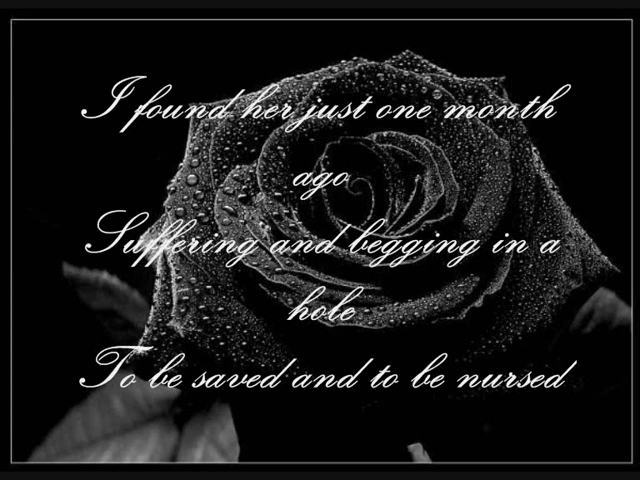 I found her just one month
ago
Suffering and begging in a
hole
To be saved and to be nursed